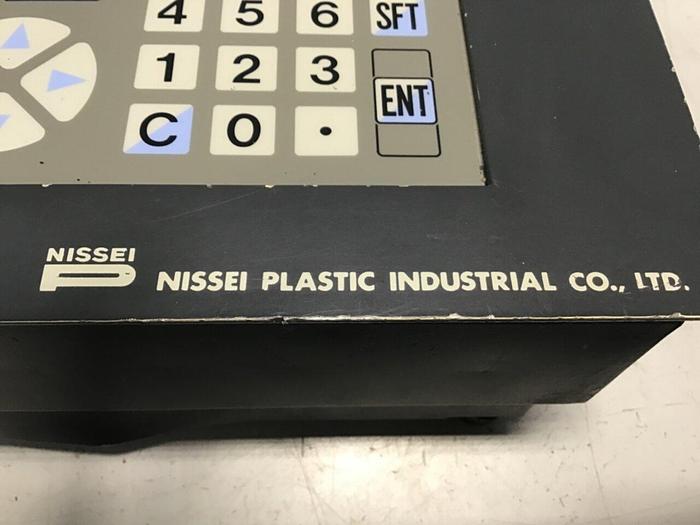 4 5 6 SFT
1 2 3
ENT
C 0 .
NISSEI
P NISSEI PLASTIC INDUSTRIAL CO., LTD.